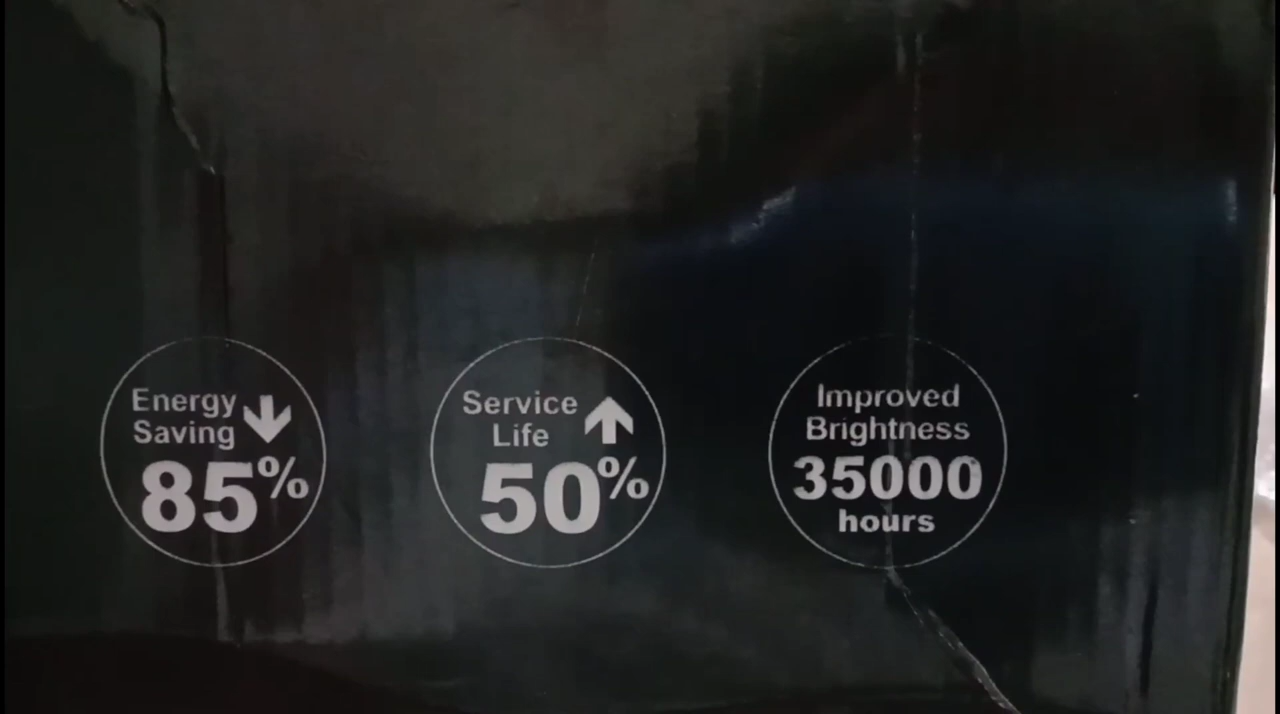 Energy
Saving
85%
Service
Life
50%
Improved
Brightness
35000
hours